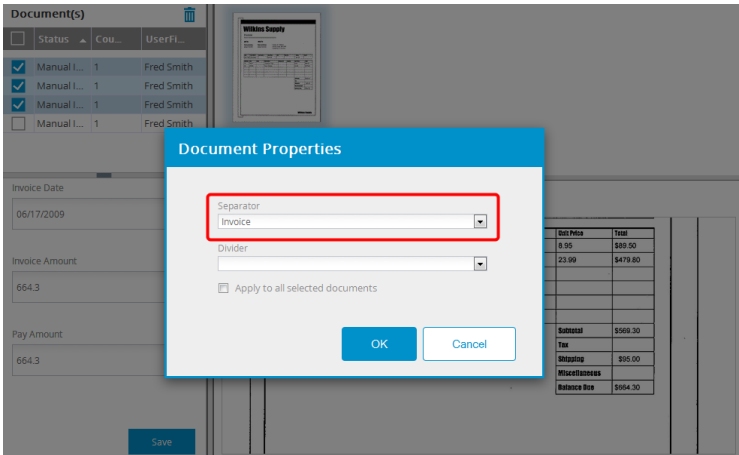 Document(s)
Status Cou... UserFi...
Manual I... 1 Fred Smith
Manual I... 1 Fred Smith
Manual I... 1 Fred Smith
Manual I... 1 Fred Smith
Wilkins Supply
Document Properties
Separator
Invoice
Divider
Apply to all selected documents
OK Cancel
Invoice Date
06/17/2009
Invoice Amount
664.3
Pay Amount
664.3
Save
Unit Price Total
8.95 $89.50
23.99 $479.80
Subtotal $569.30
Tax
Shipping $95.00
Miscellaneous
Balance Due $664.30